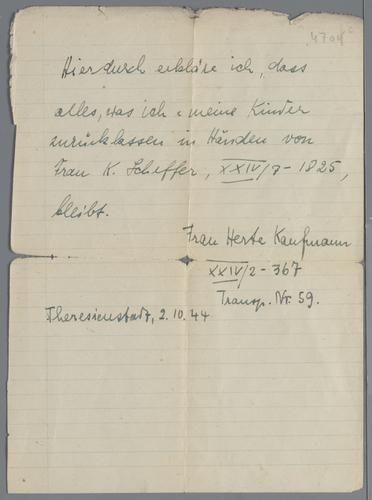 4704
Hierdurch erkläre ich, dass
alles, was ich u meine Kinder
zurücklassen in Händen von
Frau K. Scheffer, XXIV/7-1825,
bleibt.
Frau Herta Kaufmann
XXIV/2-367
Transp. Nr. 59.
Theresienstadt, 2.10.44